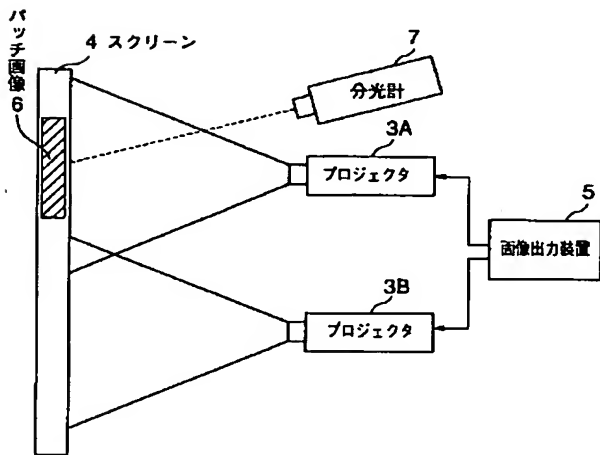 パッチ画像6
4 スクリーン
7
分光計
3A
プロジェクタ
5
画像出力装置
3B
プロジェクタ